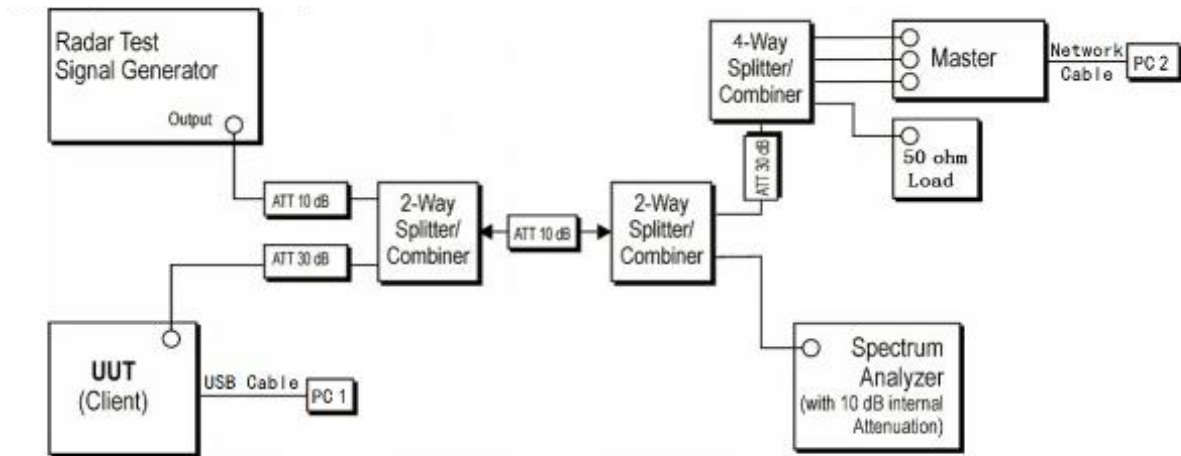 Radar Test
Signal Generator
Output
ATT 10 dB
ATT 30 dB
2-Way
Splitter/
Combiner
ATT 10 dB
2-Way
Splitter/
Combiner
ATT 30 dB
4-Way
Splitter/
Combiner
Master
Network
Cable
PC 2
50 ohm
Load
UUT
(Client)
USB Cable
PC 1
Spectrum
Analyzer
(with 10 dB internal
Attenuation)